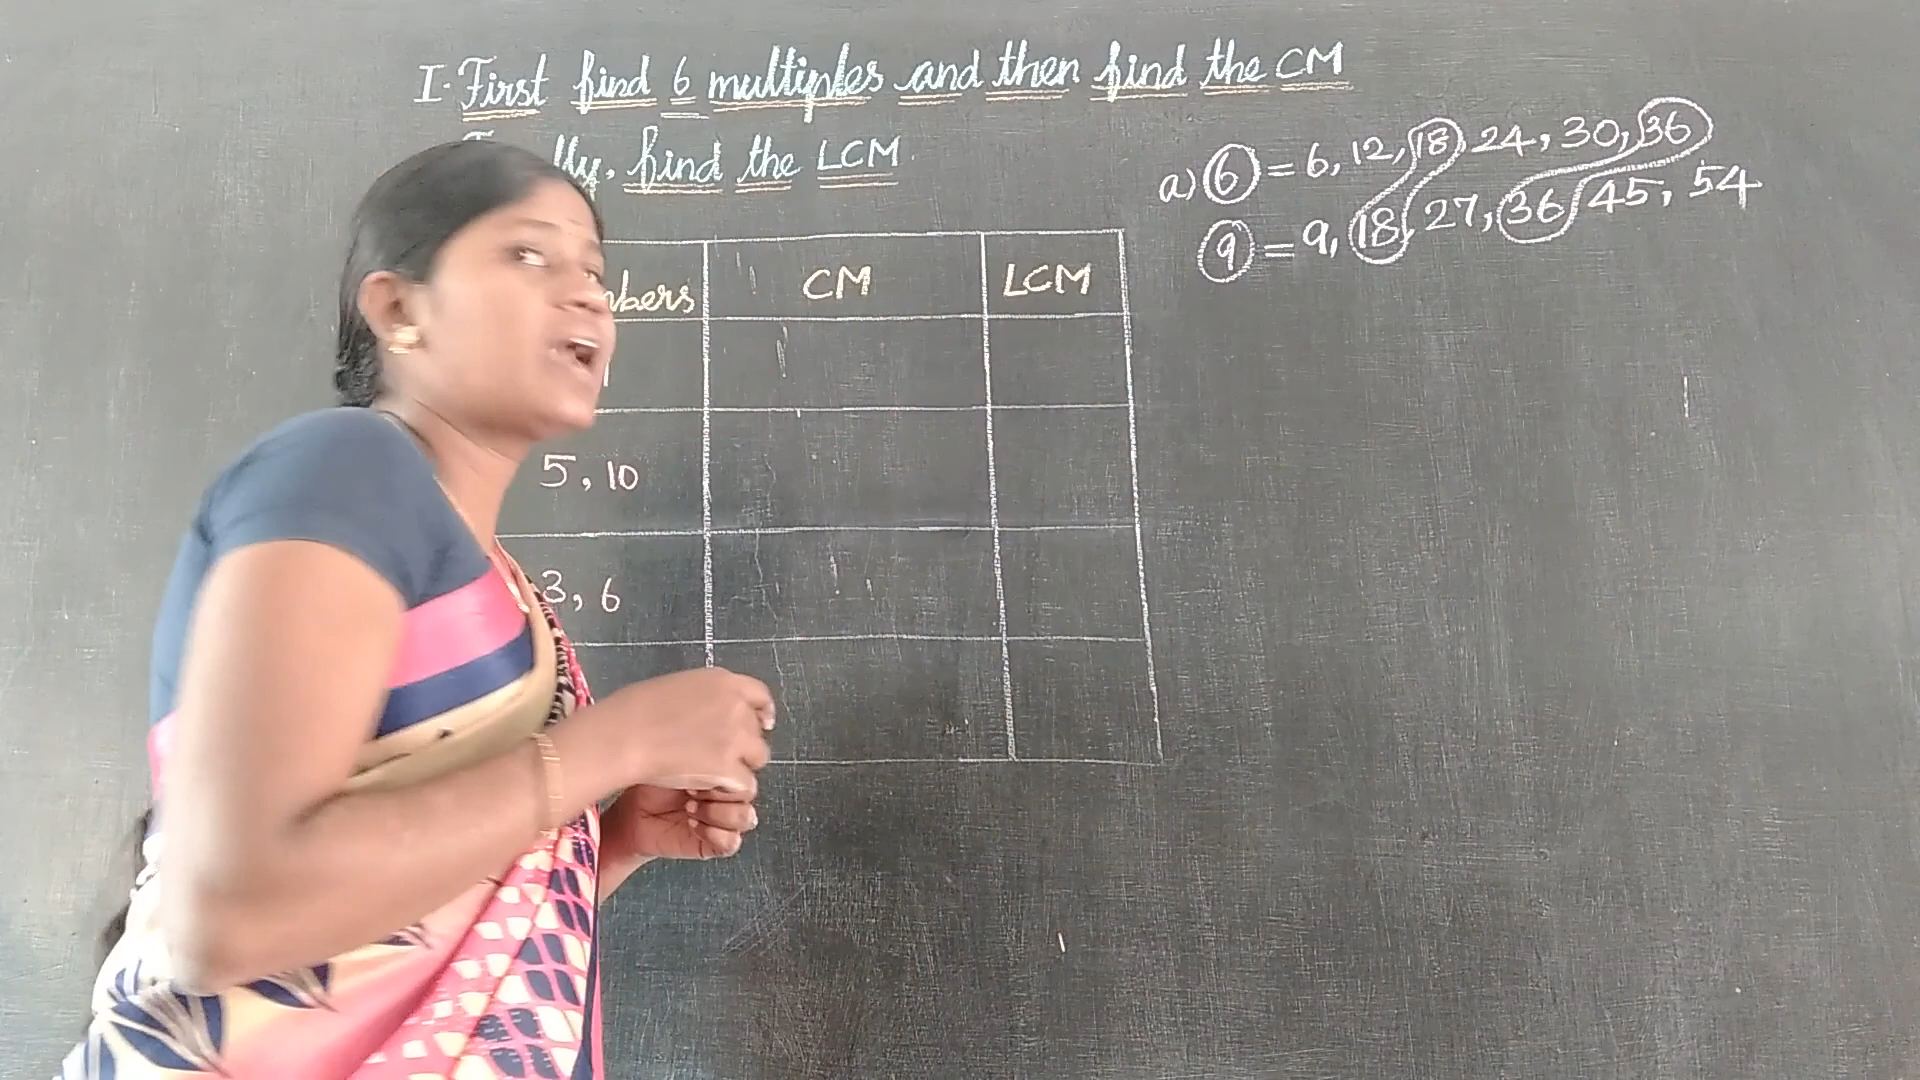 I. First find 6 multiples and then find the CM
find the LCM.
a) 6 = 6, 12, 18, 24, 30, 36
9 = 9, 18, 27, 36, 45, 54
CM LCM
5, 10
3, 6